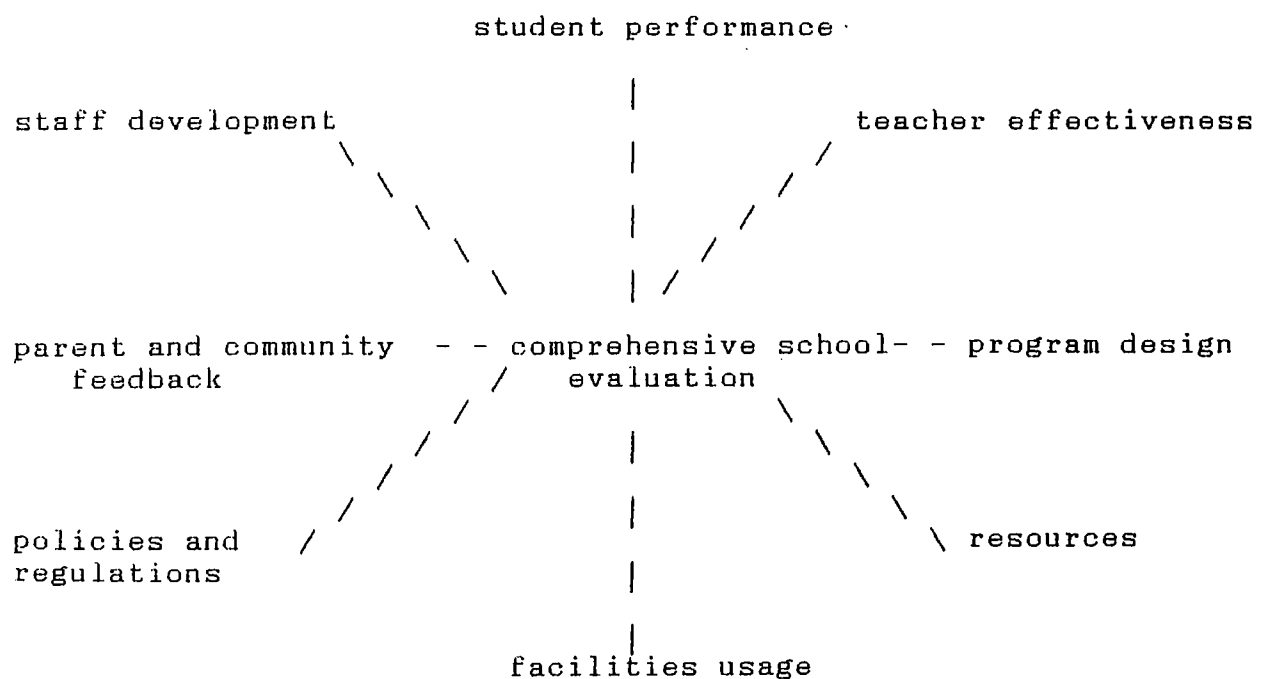 student performance
staff development
teacher effectiveness
parent and community - - comprehensive school- - program design
feedback
evaluation
policies and
regulations
resources
facilities usage